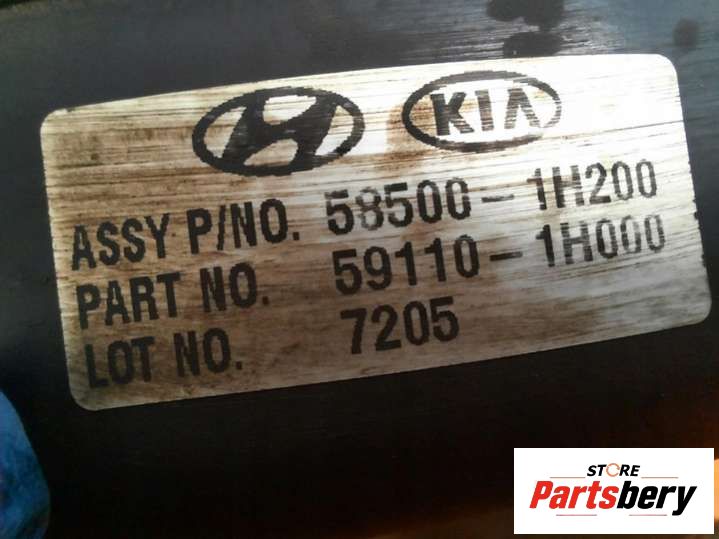 KIA
ASSY P/NO. 58500-1H200
PART NO. 59110-1H000
LOT NO. 7205
STORE
Partsbery